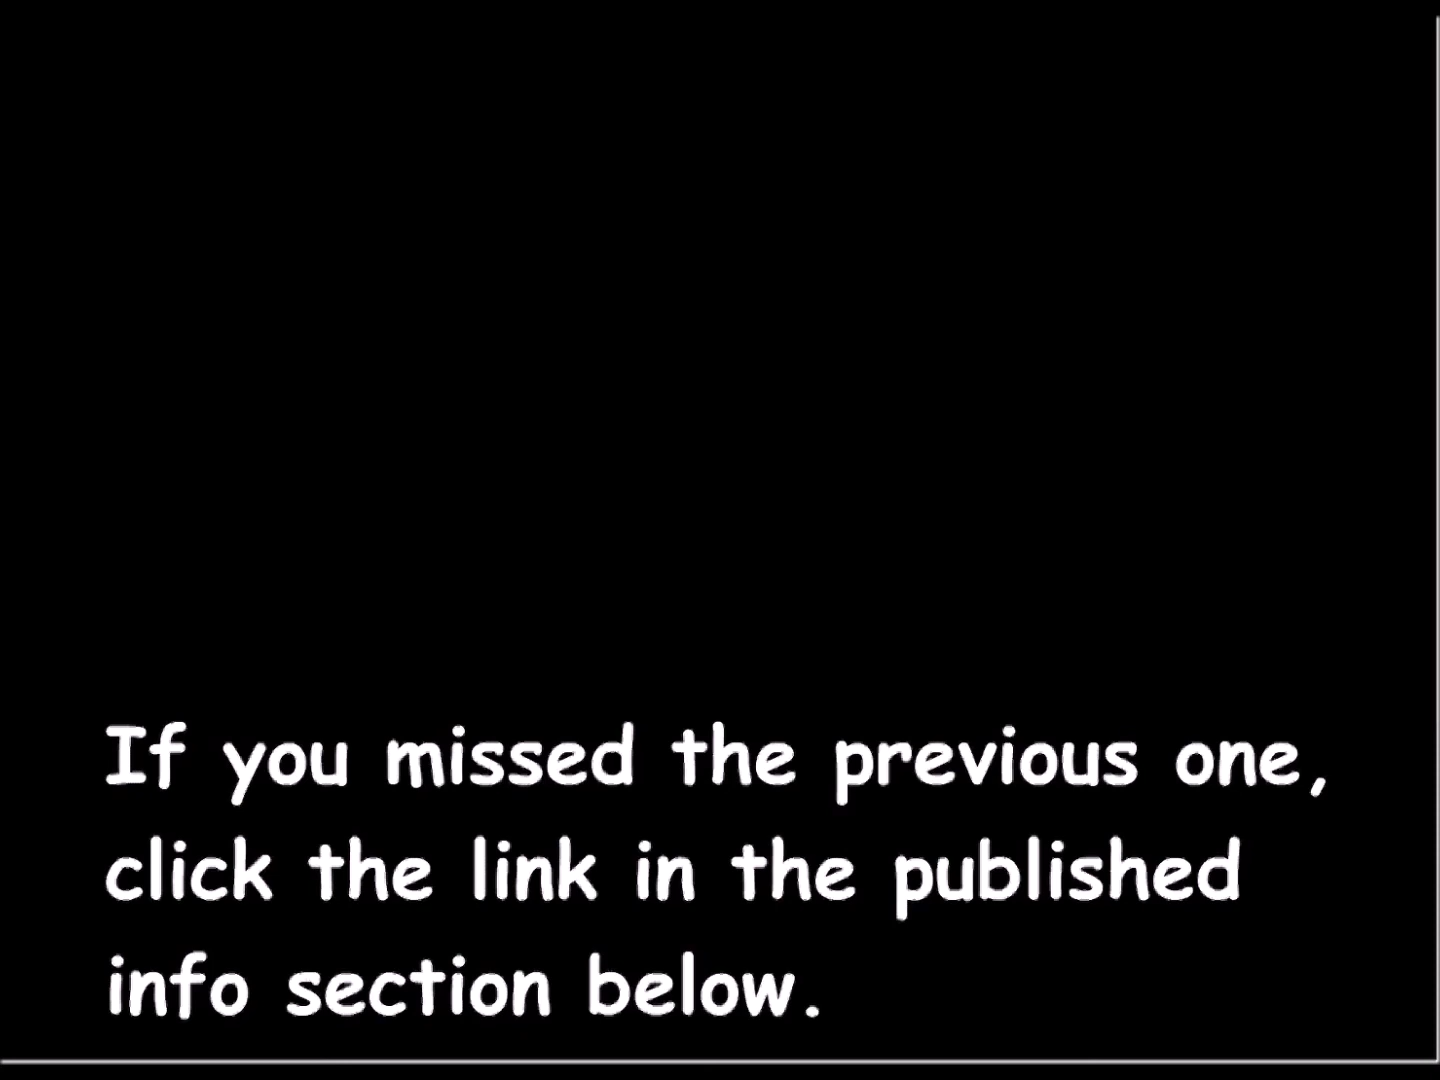 If you missed the previous one,
click the link in the published
info section below.